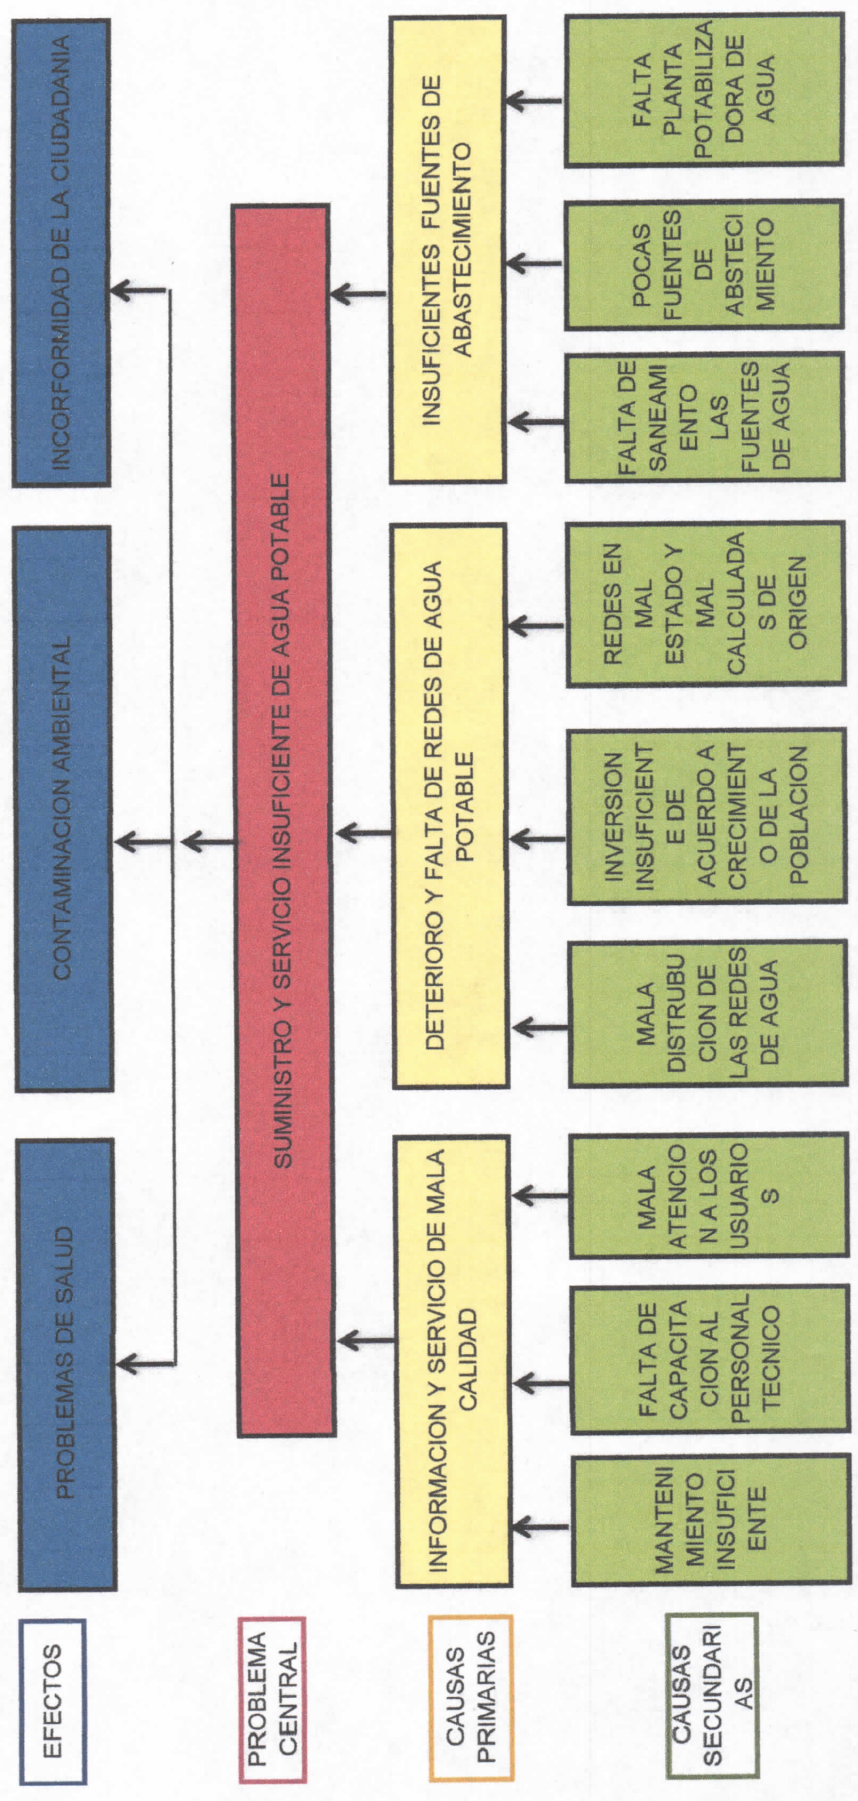 EFECTOS
PROBLEMAS DE SALUD
CONTAMINACION AMBIENTAL
INCORFORMIDAD DE LA CIUDADANIA
PROBLEMA
CENTRAL
SUMINISTRO Y SERVICIO INSUFICIENTE DE AGUA POTABLE
CAUSAS
PRIMARIAS
INFORMACION Y SERVICIO DE MALA
CALIDAD
DETERIORO Y FALTA DE REDES DE AGUA
POTABLE
INSUFICIENTES FUENTES DE
ABASTECIMIENTO
CAUSAS
SECUNDARI
AS
MANTENI
MIENTO
INSUFICI
ENTE
FALTA DE
CAPACITA
CION AL
PERSONAL
TECNICO
MALA
ATENCIO
N A LOS
USUARIO
S
MALA
DISTRUBU
CION DE
LAS REDES
DE AGUA
INVERSION
INSUFICIENT
E DE
ACUERDO A
CRECIMIENT
O DE LA
POBLACION
REDES EN
MAL
ESTADO Y
MAL
CALCULADA
S DE
ORIGEN
FALTA DE
SANEAMI
ENTO
LAS
FUENTES
DE AGUA
POCAS
FUENTES
DE
ABSTECI
MIENTO
FALTA
PLANTA
POTABILIZA
DORA DE
AGUA